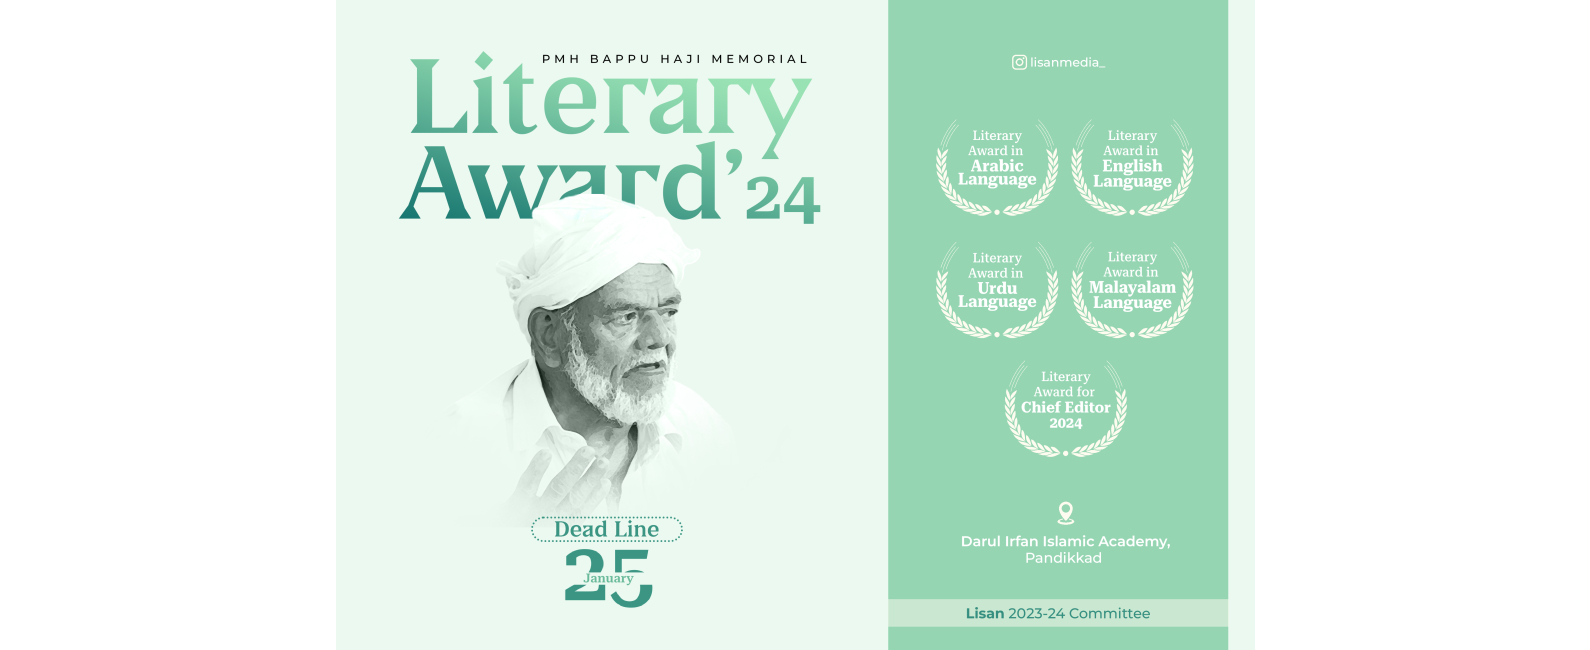 PMH BAPPU HAJI MEMORIAL
Literary
Award’24
Dead Line
25
January
lisanmedia_
Literary
Award in
Arabic
Language
Literary
Award in
English
Language
Literary
Award in
Urdu
Language
Literary
Award in
Malayalam
Language
Literary
Award for
Chief Editor
2024
Darul Irfan Islamic Academy,
Pandikkad
Lisan 2023-24 Committee